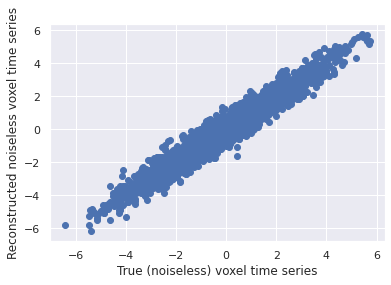 Reconstructed noiseless voxel time series
6
4
2
0
−2
−4
−6
−6 −4 −2 0 2 4 6
True (noiseless) voxel time series